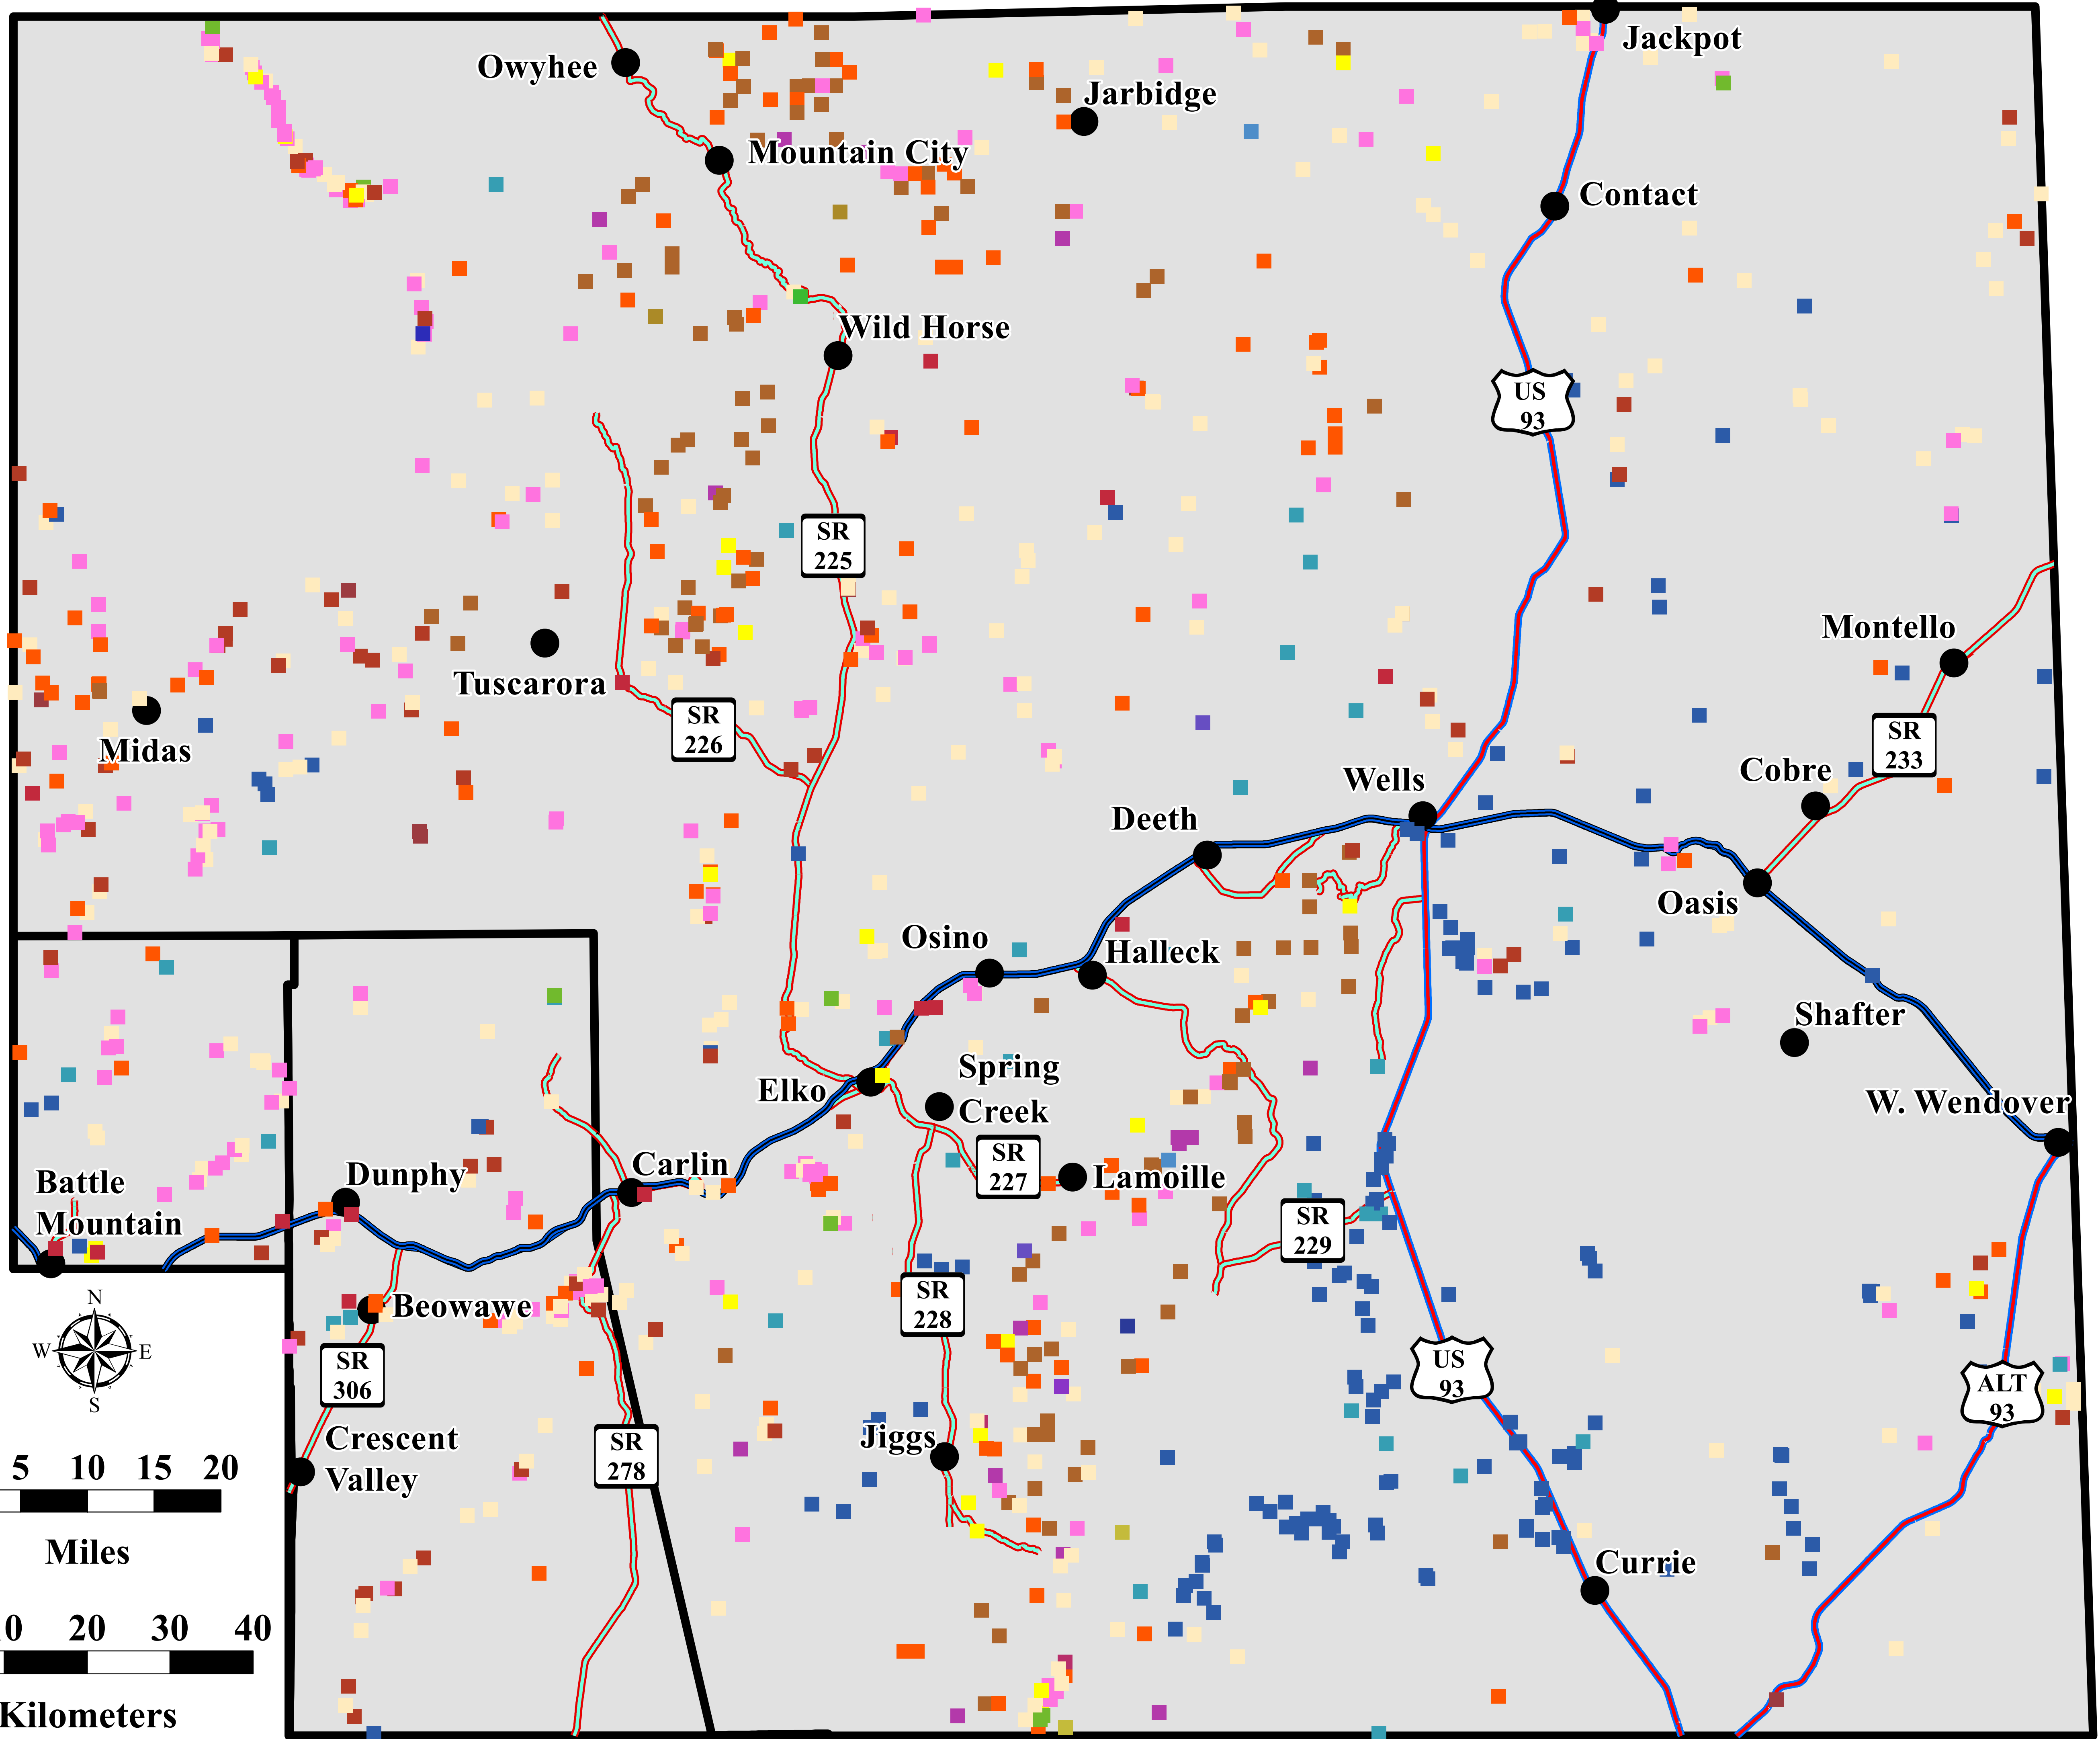 Jackpot
Owyhee
Jarbidge
Mountain City
Contact
Wild Horse
US
93
SR
225
Montello
Tuscarora
SR
226
Midas
SR
233
Cobre
Wells
Deeth
Oasis
Osino
Halleck
Shafter
Spring
Creek
Elko
W. Wendover
Carlin
SR
227
Lamoille
Dunphy
Battle
Mountain
SR
229
N
W
E
S
Beowawe
SR
228
SR
306
US
93
ALT
93
Crescent
Valley
Jiggs
SR
278
5 10 15 20
Miles
Currie
10 20 30 40
Kilometers